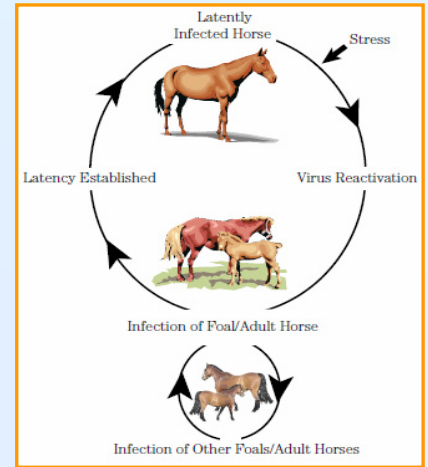 Latently
Infected Horse
Stress
Latency Established
Virus Reactivation
Infection of Foal/Adult Horse
Infection of Other Foals/Adult Horses